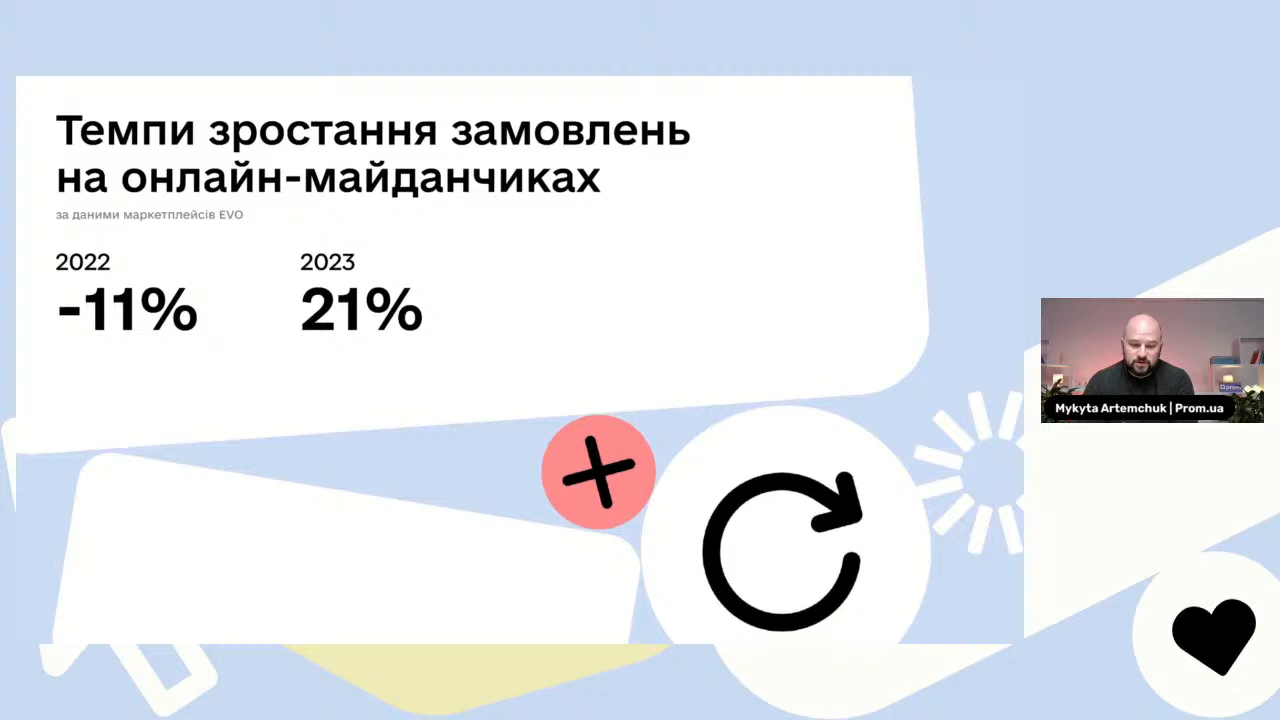 Темпи зростання замовлень
на онлайн-майданчиках
за даними маркетплейсів EVO
2022
2023
-11%
21%
Mykyta Artemchuk | Prom.ua